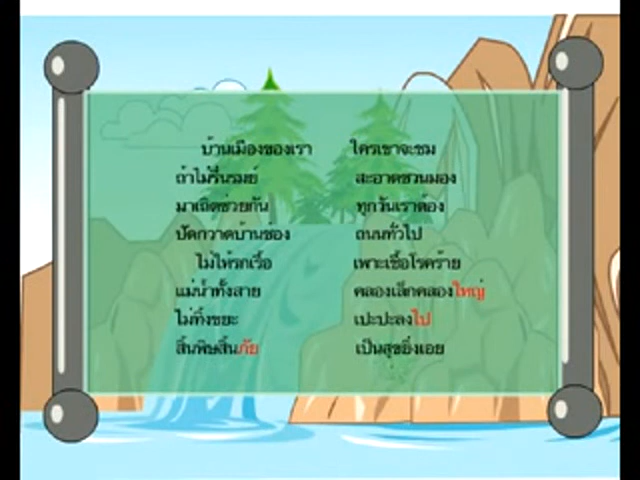 บ้านเมืองของเรา ใครเขาจะชม
ถ้าไม่รื่นรมย์ สะอาดชวนมอง
มาเถิดช่วยกัน ทุกวันเราต้อง
ปัดกวาดบ้านช่อง ถนนทั่วไป
ไม่ให้รกเรื้อ เพาะเชื้อโรคร้าย
แม่น้ำทั้งสาย คลองเล็กคลองใหญ่
ไม่ทิ้งขยะ เปะปะลงไป
สิ้นพิษสิ้นภัย เป็นสุขยิ่งเอย